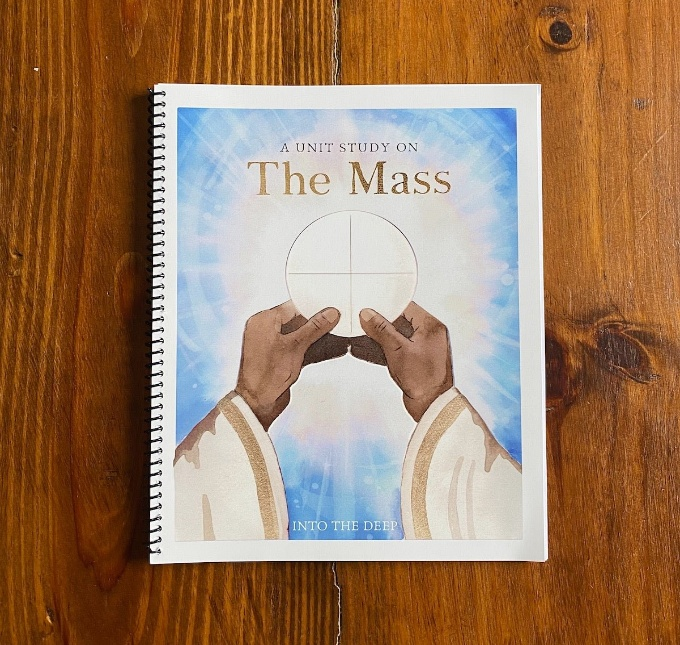 A UNIT STUDY ON
The Mass
INTO THE DEEP